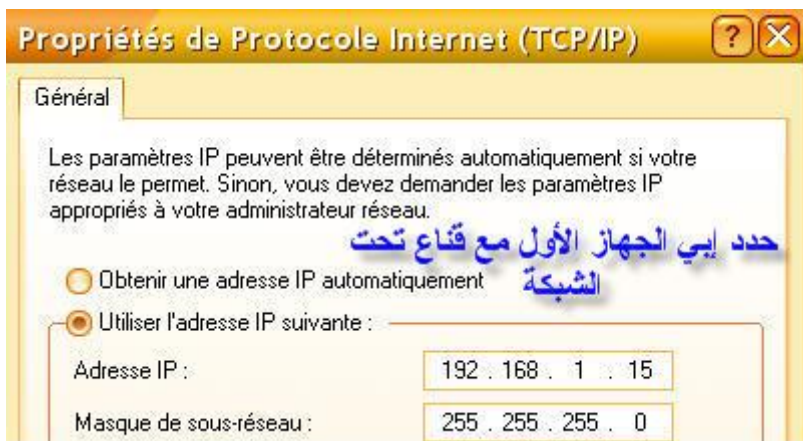 Propriétés de Protocole Internet (TCP/IP)
Général
Les paramètres IP peuvent être déterminés automatiquement si votre
réseau le permet. Sinon, vous devez demander les paramètres IP
appropriés à votre administrateur réseau.
حدد إيي الجهاز الأول مع قناع تحت
الشبكة
Obtenir une adresse IP automatiquement
Utiliser l'adresse IP suivante :
Adresse IP : 192 . 168 . 1 . 15
Masque de sous-réseau : 255 . 255 . 255 . 0